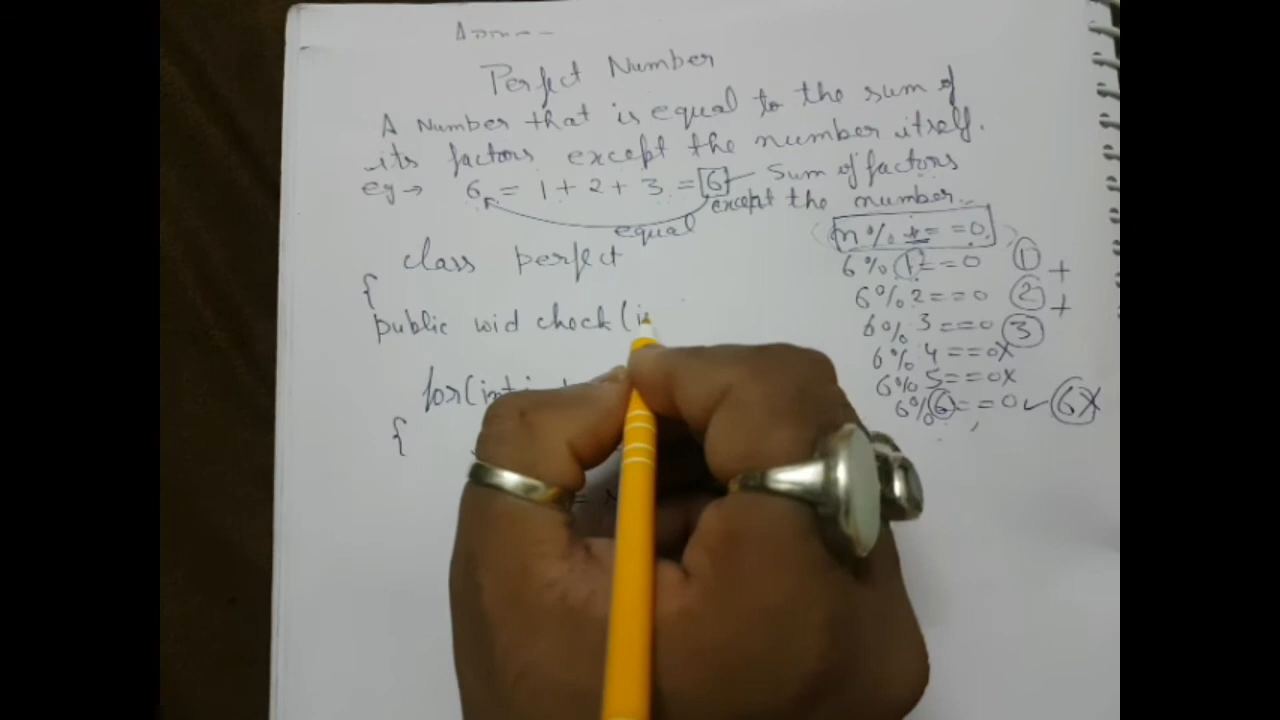 Perfect Number
A Number that is equal to the sum of
its factors except the number itself.
eg → 6 = 1 + 2 + 3 = 6 – Sum of factors
except the number.
equal
n % * == 0
class perfect
6 % 1 == 0 ① +
{
6 % 2 == 0 ② +
public void check (i
6 % 3 == 0 ③
6 % 4 == 0 X
for(int i
6 % 5 == 0 X
6 % 6 == 0 ✓ 6 X
{
=